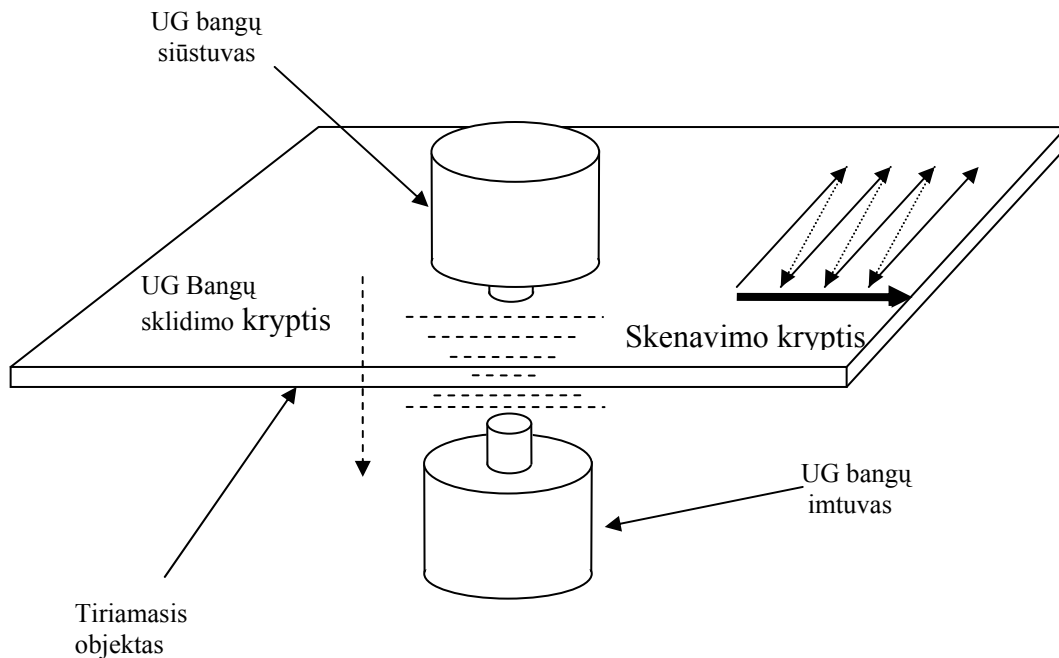 UG bangų
siūstuvas
UG Bangų
sklidimo kryptis
Skenavimo kryptis
UG bangų
imtuvas
Tiriamasis
objektas